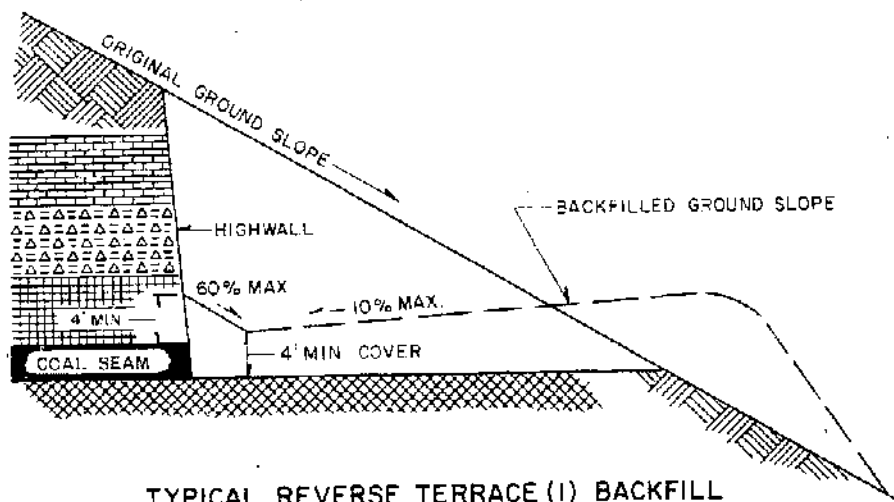 ORIGINAL GROUND SLOPE
BACKFILLED GROUND SLOPE
HIGHWALL
60% MAX
10% MAX.
4' MIN
4' MIN COVER
COAL SEAM
TYPICAL REVERSE TERRACE (1) BACKFILL